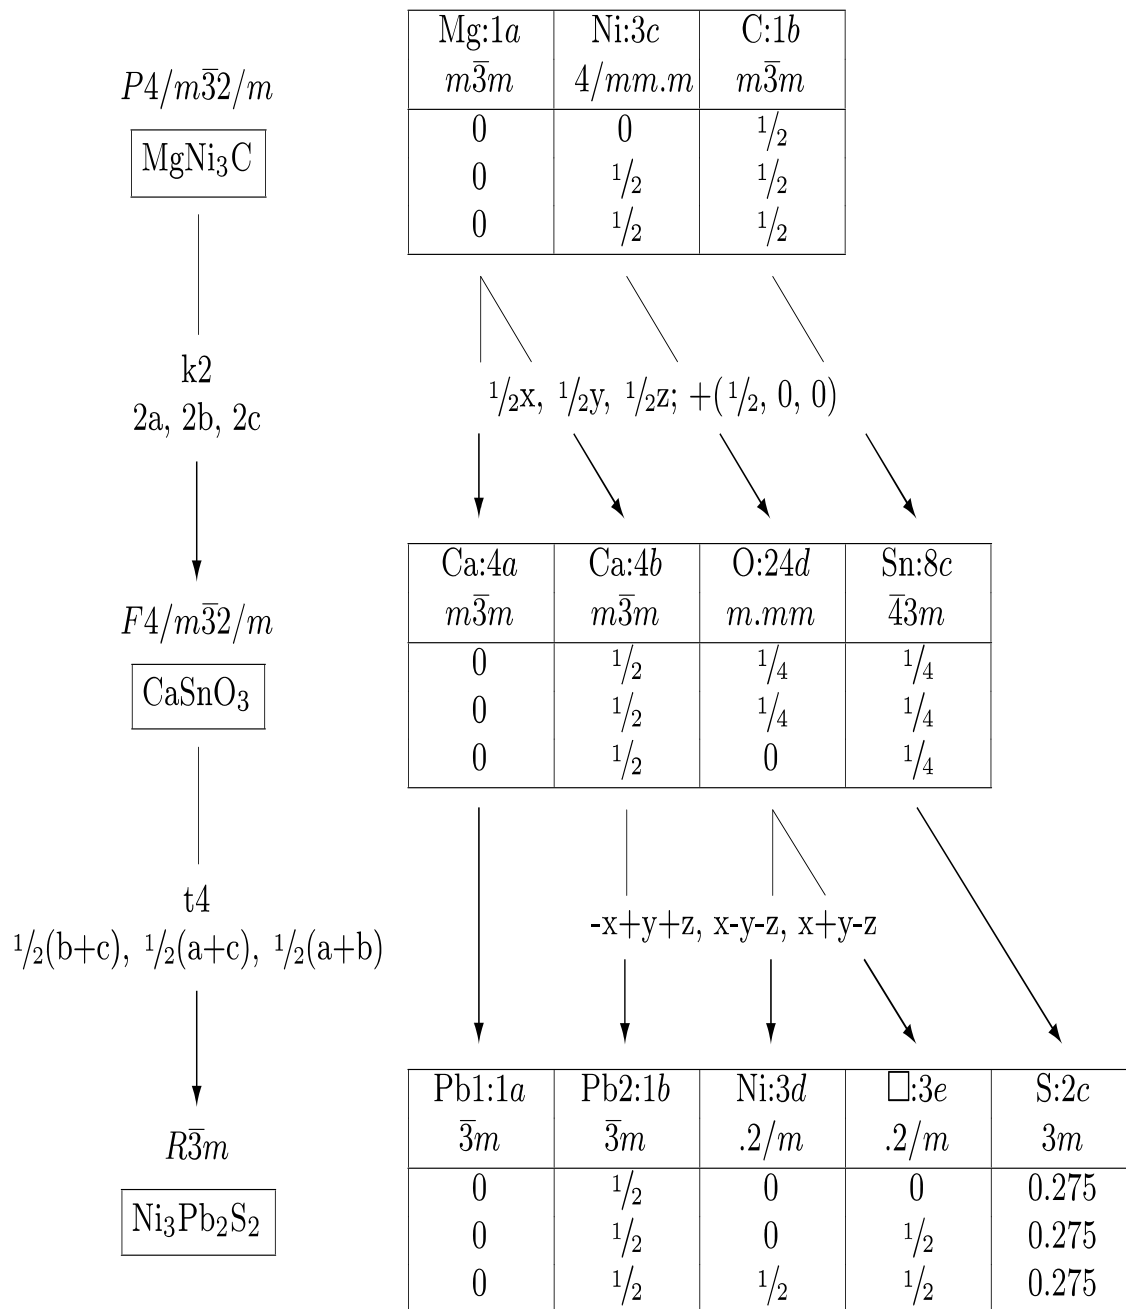 Mg:1a Ni:3c C:1b
P4/m3̅2/m m3̅m 4/mm.m m3̅m
MgNi₃C 0 0 1/2
0 1/2 1/2
0 1/2 1/2
k2
2a, 2b, 2c 1/2x, 1/2y, 1/2z; +(1/2, 0, 0)
Ca:4a Ca:4b O:24d Sn:8c
F4/m3̅2/m m3̅m m3̅m m.mm 4̅3m
CaSnO₃ 0 1/2 1/4 1/4
0 1/2 1/4 1/4
0 1/2 0 1/4
t4
1/2(b+c), 1/2(a+c), 1/2(a+b) -x+y+z, x-y-z, x+y-z
Pb1:1a Pb2:1b Ni:3d □:3e S:2c
R3̅m 3̅m 3̅m .2/m .2/m 3m
Ni₃Pb₂S₂ 0 1/2 0 0 0.275
0 1/2 0 1/2 0.275
0 1/2 1/2 1/2 0.275